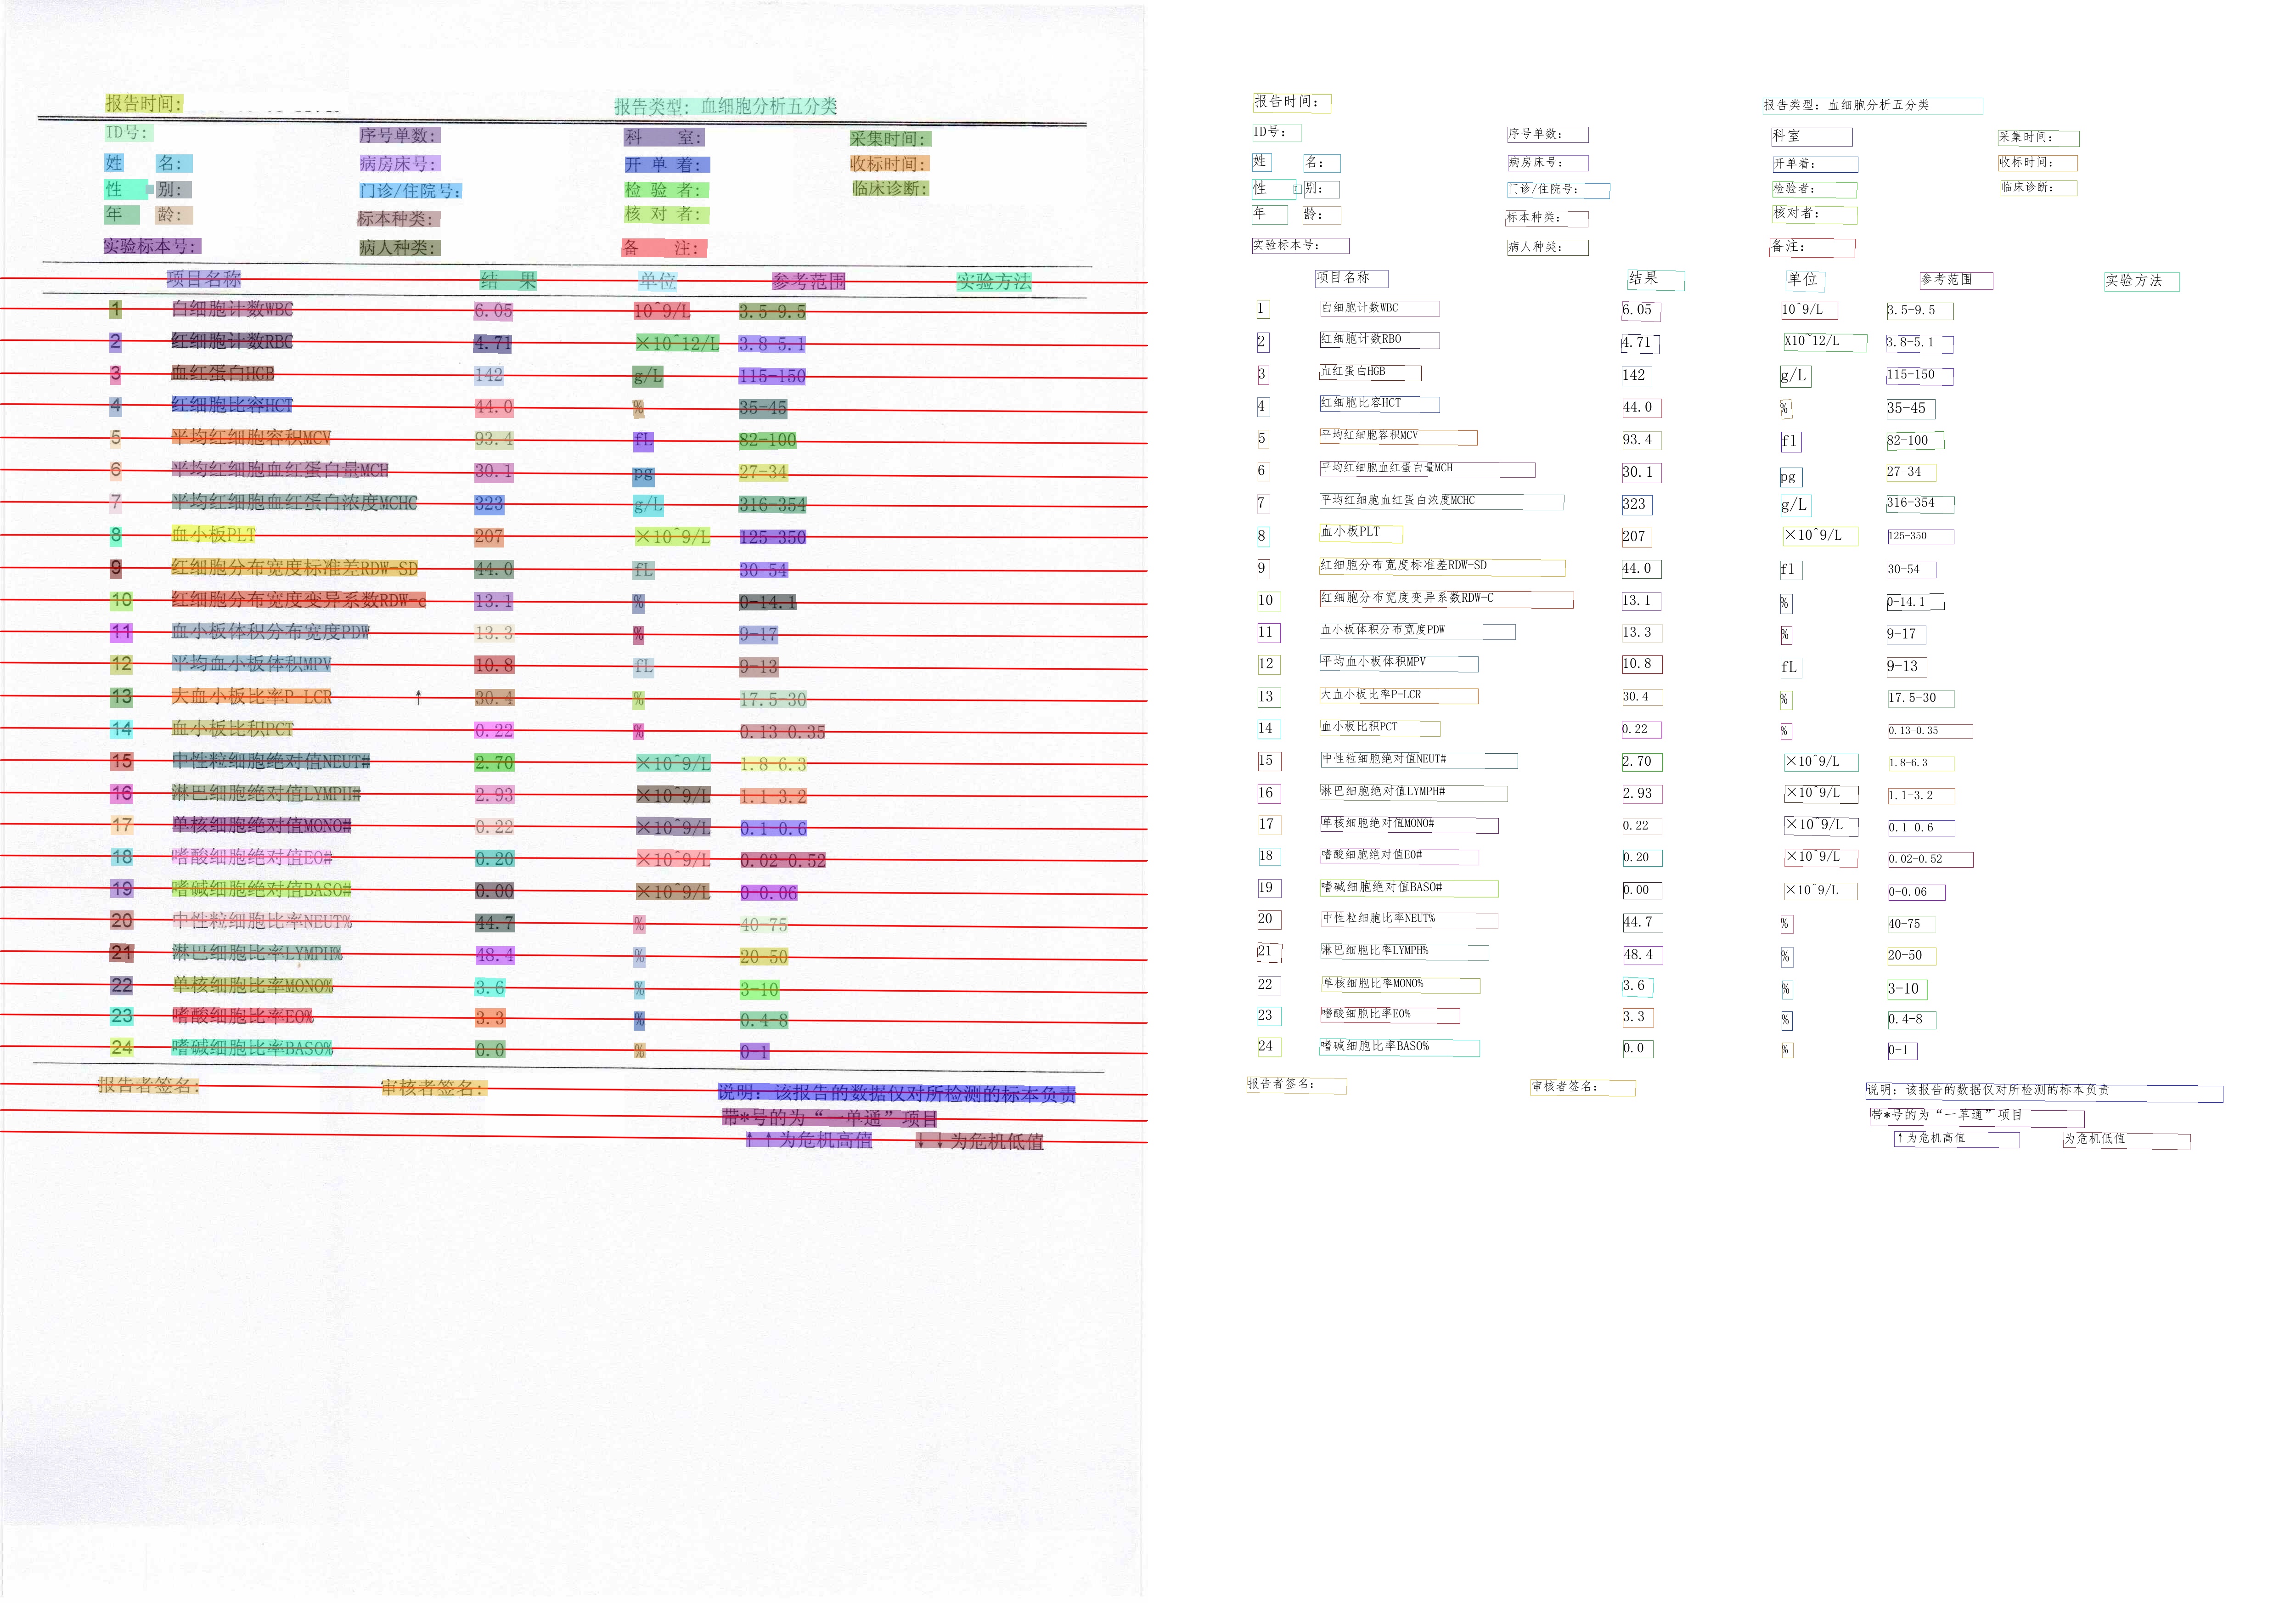 报告时间: 报告类型: 血细胞分析五分类
ID号: 序号单数: 科 室: 采集时间:
姓 名: 病房床号: 开 单 着: 收标时间:
性 别: 门诊/住院号: 检 验 者: 临床诊断:
年 龄: 标本种类: 核 对 者:
实验标本号: 病人种类: 备 注:
项目名称 结 果 单位 参考范围 实验方法
1 白细胞计数WBC 6.05 10^9/L 3.5-9.5
2 红细胞计数RBC 4.71 ×10^12/L 3.8-5.1
3 血红蛋白HGB 142 g/L 115-150
4 红细胞比容HCT 44.0 % 35-45
5 平均红细胞容积MCV 93.4 fL 82-100
6 平均红细胞血红蛋白量MCH 30.1 pg 27-34
7 平均红细胞血红蛋白浓度MCHC 323 g/L 316-354
8 血小板PLT 207 ×10^9/L 125-350
9 红细胞分布宽度标准差RDW-SD 44.0 fL 30-54
10 红细胞分布宽度变异系数RDW-c 13.1 % 0-14.1
11 血小板体积分布宽度PDW 13.3 % 9-17
12 平均血小板体积MPV 10.8 fL 9-13
13 大血小板比率P-LCR ↑ 30.4 % 17.5-30
14 血小板比积PCT 0.22 % 0.13-0.35
15 中性粒细胞绝对值NEUT# 2.70 ×10^9/L 1.8-6.3
16 淋巴细胞绝对值LYMPH# 2.93 ×10^9/L 1.1-3.2
17 单核细胞绝对值MONO# 0.22 ×10^9/L 0.1-0.6
18 嗜酸细胞绝对值EO# 0.20 ×10^9/L 0.02-0.52
19 嗜碱细胞绝对值BASO# 0.00 ×10^9/L 0-0.06
20 中性粒细胞比率NEUT% 44.7 % 40-75
21 淋巴细胞比率LYMPH% 48.4 % 20-50
22 单核细胞比率MONO% 3.6 % 3-10
23 嗜酸细胞比率EO% 3.3 % 0.4-8
24 嗜碱细胞比率BASO% 0.0 % 0-1
报告者签名: 审核者签名: 说明: 该报告的数据仅对所检测的标本负责
带*号的为“一单通”项目
↑ ↑ 为危机高值 ↓ ↓ 为危机低值
报告时间: 报告类型: 血细胞分析五分类
ID号: 序号单数: 科室 采集时间:
姓 名: 病房床号: 开单着: 收标时间:
性 别: 门诊/住院号: 检验者: 临床诊断:
年 龄: 标本种类: 核对者:
实验标本号: 病人种类: 备注:
项目名称 结果 单位 参考范围 实验方法
1 白细胞计数WBC 6.05 10^9/L 3.5-9.5
2 红细胞计数RBO 4.71 X10~12/L 3.8-5.1
3 血红蛋白HGB 142 g/L 115-150
4 红细胞比容HCT 44.0 % 35-45
5 平均红细胞容积MCV 93.4 fl 82-100
6 平均红细胞血红蛋白量MCH 30.1 pg 27-34
7 平均红细胞血红蛋白浓度MCHC 323 g/L 316-354
8 血小板PLT 207 ×10^9/L 125-350
9 红细胞分布宽度标准差RDW-SD 44.0 fl 30-54
10 红细胞分布宽度变异系数RDW-C 13.1 % 0-14.1
11 血小板体积分布宽度PDW 13.3 % 9-17
12 平均血小板体积MPV 10.8 fL 9-13
13 大血小板比率P-LCR 30.4 % 17.5-30
14 血小板比积PCT 0.22 % 0.13-0.35
15 中性粒细胞绝对值NEUT# 2.70 ×10^9/L 1.8-6.3
16 淋巴细胞绝对值LYMPH# 2.93 ×10^9/L 1.1-3.2
17 单核细胞绝对值MONO# 0.22 ×10^9/L 0.1-0.6
18 嗜酸细胞绝对值EO# 0.20 ×10^9/L 0.02-0.52
19 嗜碱细胞绝对值BASO# 0.00 ×10^9/L 0-0.06
20 中性粒细胞比率NEUT% 44.7 % 40-75
21 淋巴细胞比率LYMPH% 48.4 % 20-50
22 单核细胞比率MONO% 3.6 % 3-10
23 嗜酸细胞比率EO% 3.3 % 0.4-8
24 嗜碱细胞比率BASO% 0.0 % 0-1
报告者签名: 审核者签名: 说明: 该报告的数据仅对所检测的标本负责
带*号的为“一单通”项目
↑为危机高值 为危机低值